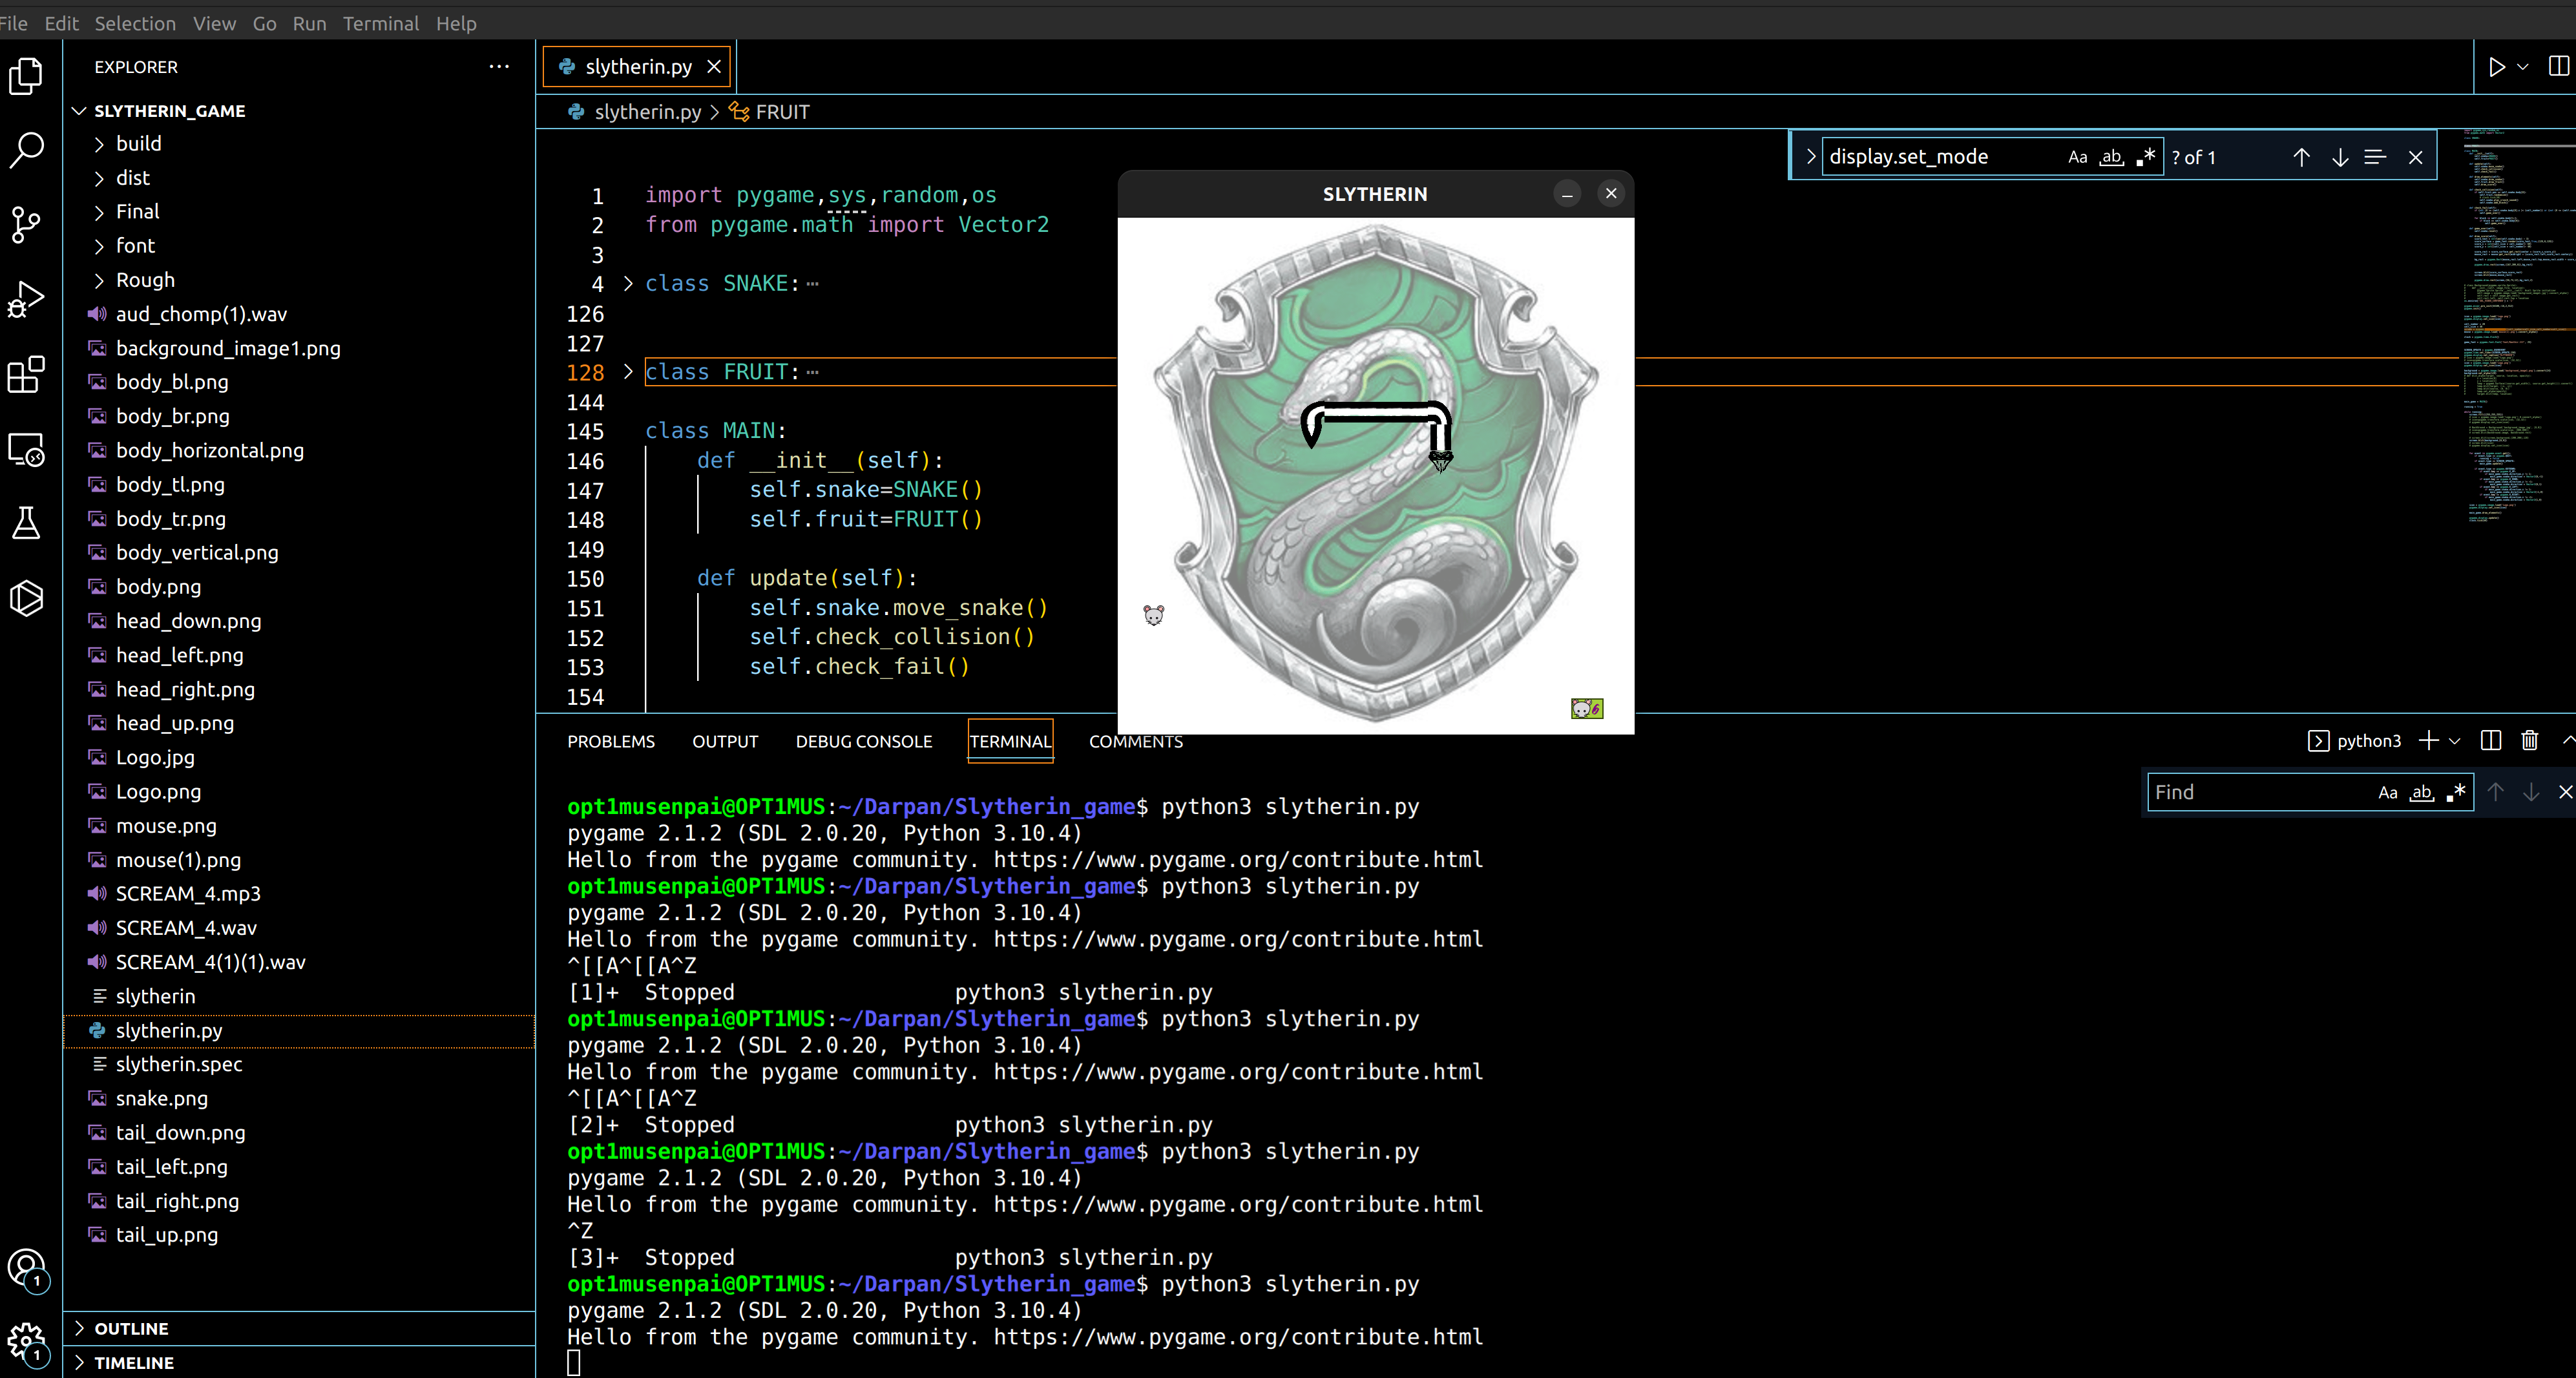 File Edit Selection View Go Run Terminal Help
EXPLORER
SLYTHERIN_GAME
build
dist
Final
font
Rough
aud_chomp(1).wav
background_image1.png
body_bl.png
body_br.png
body_horizontal.png
body_tl.png
body_tr.png
body_vertical.png
body.png
head_down.png
head_left.png
head_right.png
head_up.png
Logo.jpg
Logo.png
mouse.png
mouse(1).png
SCREAM_4.mp3
SCREAM_4.wav
SCREAM_4(1)(1).wav
slytherin
slytherin.py
slytherin.spec
snake.png
tail_down.png
tail_left.png
tail_right.png
tail_up.png
OUTLINE
TIMELINE
1
1
slytherin.py
slytherin.py > FRUIT
display.set_mode Aa ab ? of 1
1 import pygame,sys,random,os
2 from pygame.math import Vector2
3
4 class SNAKE:
126
127
128 class FRUIT:
144
145 class MAIN:
146 def __init__(self):
147 self.snake=SNAKE()
148 self.fruit=FRUIT()
149
150 def update(self):
151 self.snake.move_snake()
152 self.check_collision()
153 self.check_fail()
154
SLYTHERIN
PROBLEMS OUTPUT DEBUG CONSOLE TERMINAL COMMENTS
python3
Find Aa ab
opt1musenpai@OPT1MUS:~/Darpan/Slytherin_game$ python3 slytherin.py
pygame 2.1.2 (SDL 2.0.20, Python 3.10.4)
Hello from the pygame community. https://www.pygame.org/contribute.html
opt1musenpai@OPT1MUS:~/Darpan/Slytherin_game$ python3 slytherin.py
pygame 2.1.2 (SDL 2.0.20, Python 3.10.4)
Hello from the pygame community. https://www.pygame.org/contribute.html
^[[A^[[A^Z
[1]+  Stopped                 python3 slytherin.py
opt1musenpai@OPT1MUS:~/Darpan/Slytherin_game$ python3 slytherin.py
pygame 2.1.2 (SDL 2.0.20, Python 3.10.4)
Hello from the pygame community. https://www.pygame.org/contribute.html
^[[A^[[A^Z
[2]+  Stopped                 python3 slytherin.py
opt1musenpai@OPT1MUS:~/Darpan/Slytherin_game$ python3 slytherin.py
pygame 2.1.2 (SDL 2.0.20, Python 3.10.4)
Hello from the pygame community. https://www.pygame.org/contribute.html
^Z
[3]+  Stopped                 python3 slytherin.py
opt1musenpai@OPT1MUS:~/Darpan/Slytherin_game$ python3 slytherin.py
pygame 2.1.2 (SDL 2.0.20, Python 3.10.4)
Hello from the pygame community. https://www.pygame.org/contribute.html